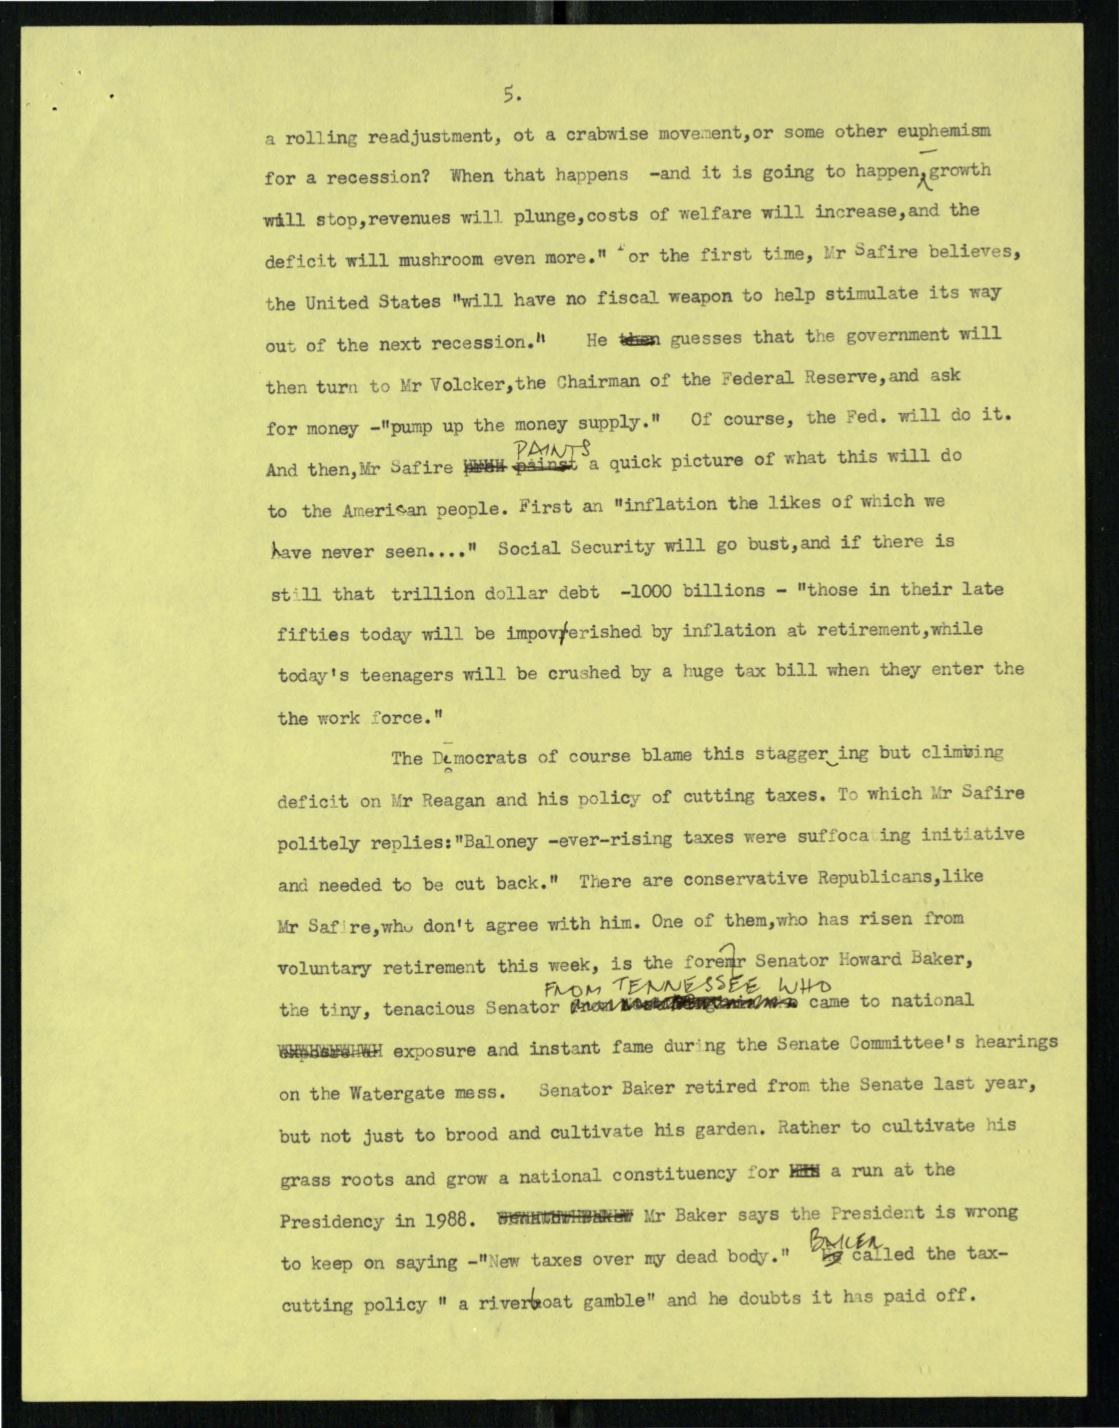 5.
a rolling readjustment, ot a crabwise movement,or some other euphemism
for a recession? When that happens -and it is going to happen, growth
will stop,revenues will plunge,costs of welfare will increase,and the
deficit will mushroom even more." For the first time, Mr Safire believes,
the United States "will have no fiscal weapon to help stimulate its way
out of the next recession." He then guesses that the government will
then turn to Mr Volcker,the Chairman of the Federal Reserve,and ask
for money -"pump up the money supply." Of course, the Fed. will do it.
PAINTS
And then,Mr Safire painst a quick picture of what this will do
to the American people. First an "inflation the likes of which we
have never seen...." Social Security will go bust,and if there is
still that trillion dollar debt -1000 billions - "those in their late
fifties today will be impoverished by inflation at retirement,while
today's teenagers will be crushed by a huge tax bill when they enter the
the work force."
The Democrats of course blame this staggering but climbing
deficit on Mr Reagan and his policy of cutting taxes. To which Mr Safire
politely replies:"Baloney -ever-rising taxes were suffocating initiative
and needed to be cut back." There are conservative Republicans,like
Mr Safire,who don't agree with him. One of them,who has risen from
voluntary retirement this week, is the foremr Senator Howard Baker,
FROM TENNESSEE WHO
the tiny, tenacious Senator came to national
exposure and instant fame during the Senate Committee's hearings
on the Watergate mess. Senator Baker retired from the Senate last year,
but not just to brood and cultivate his garden. Rather to cultivate his
grass roots and grow a national constituency for a run at the
Presidency in 1988. Mr Baker says the President is wrong
BAKER
to keep on saying -"New taxes over my dead body." He called the tax-
cutting policy " a riverboat gamble" and he doubts it has paid off.